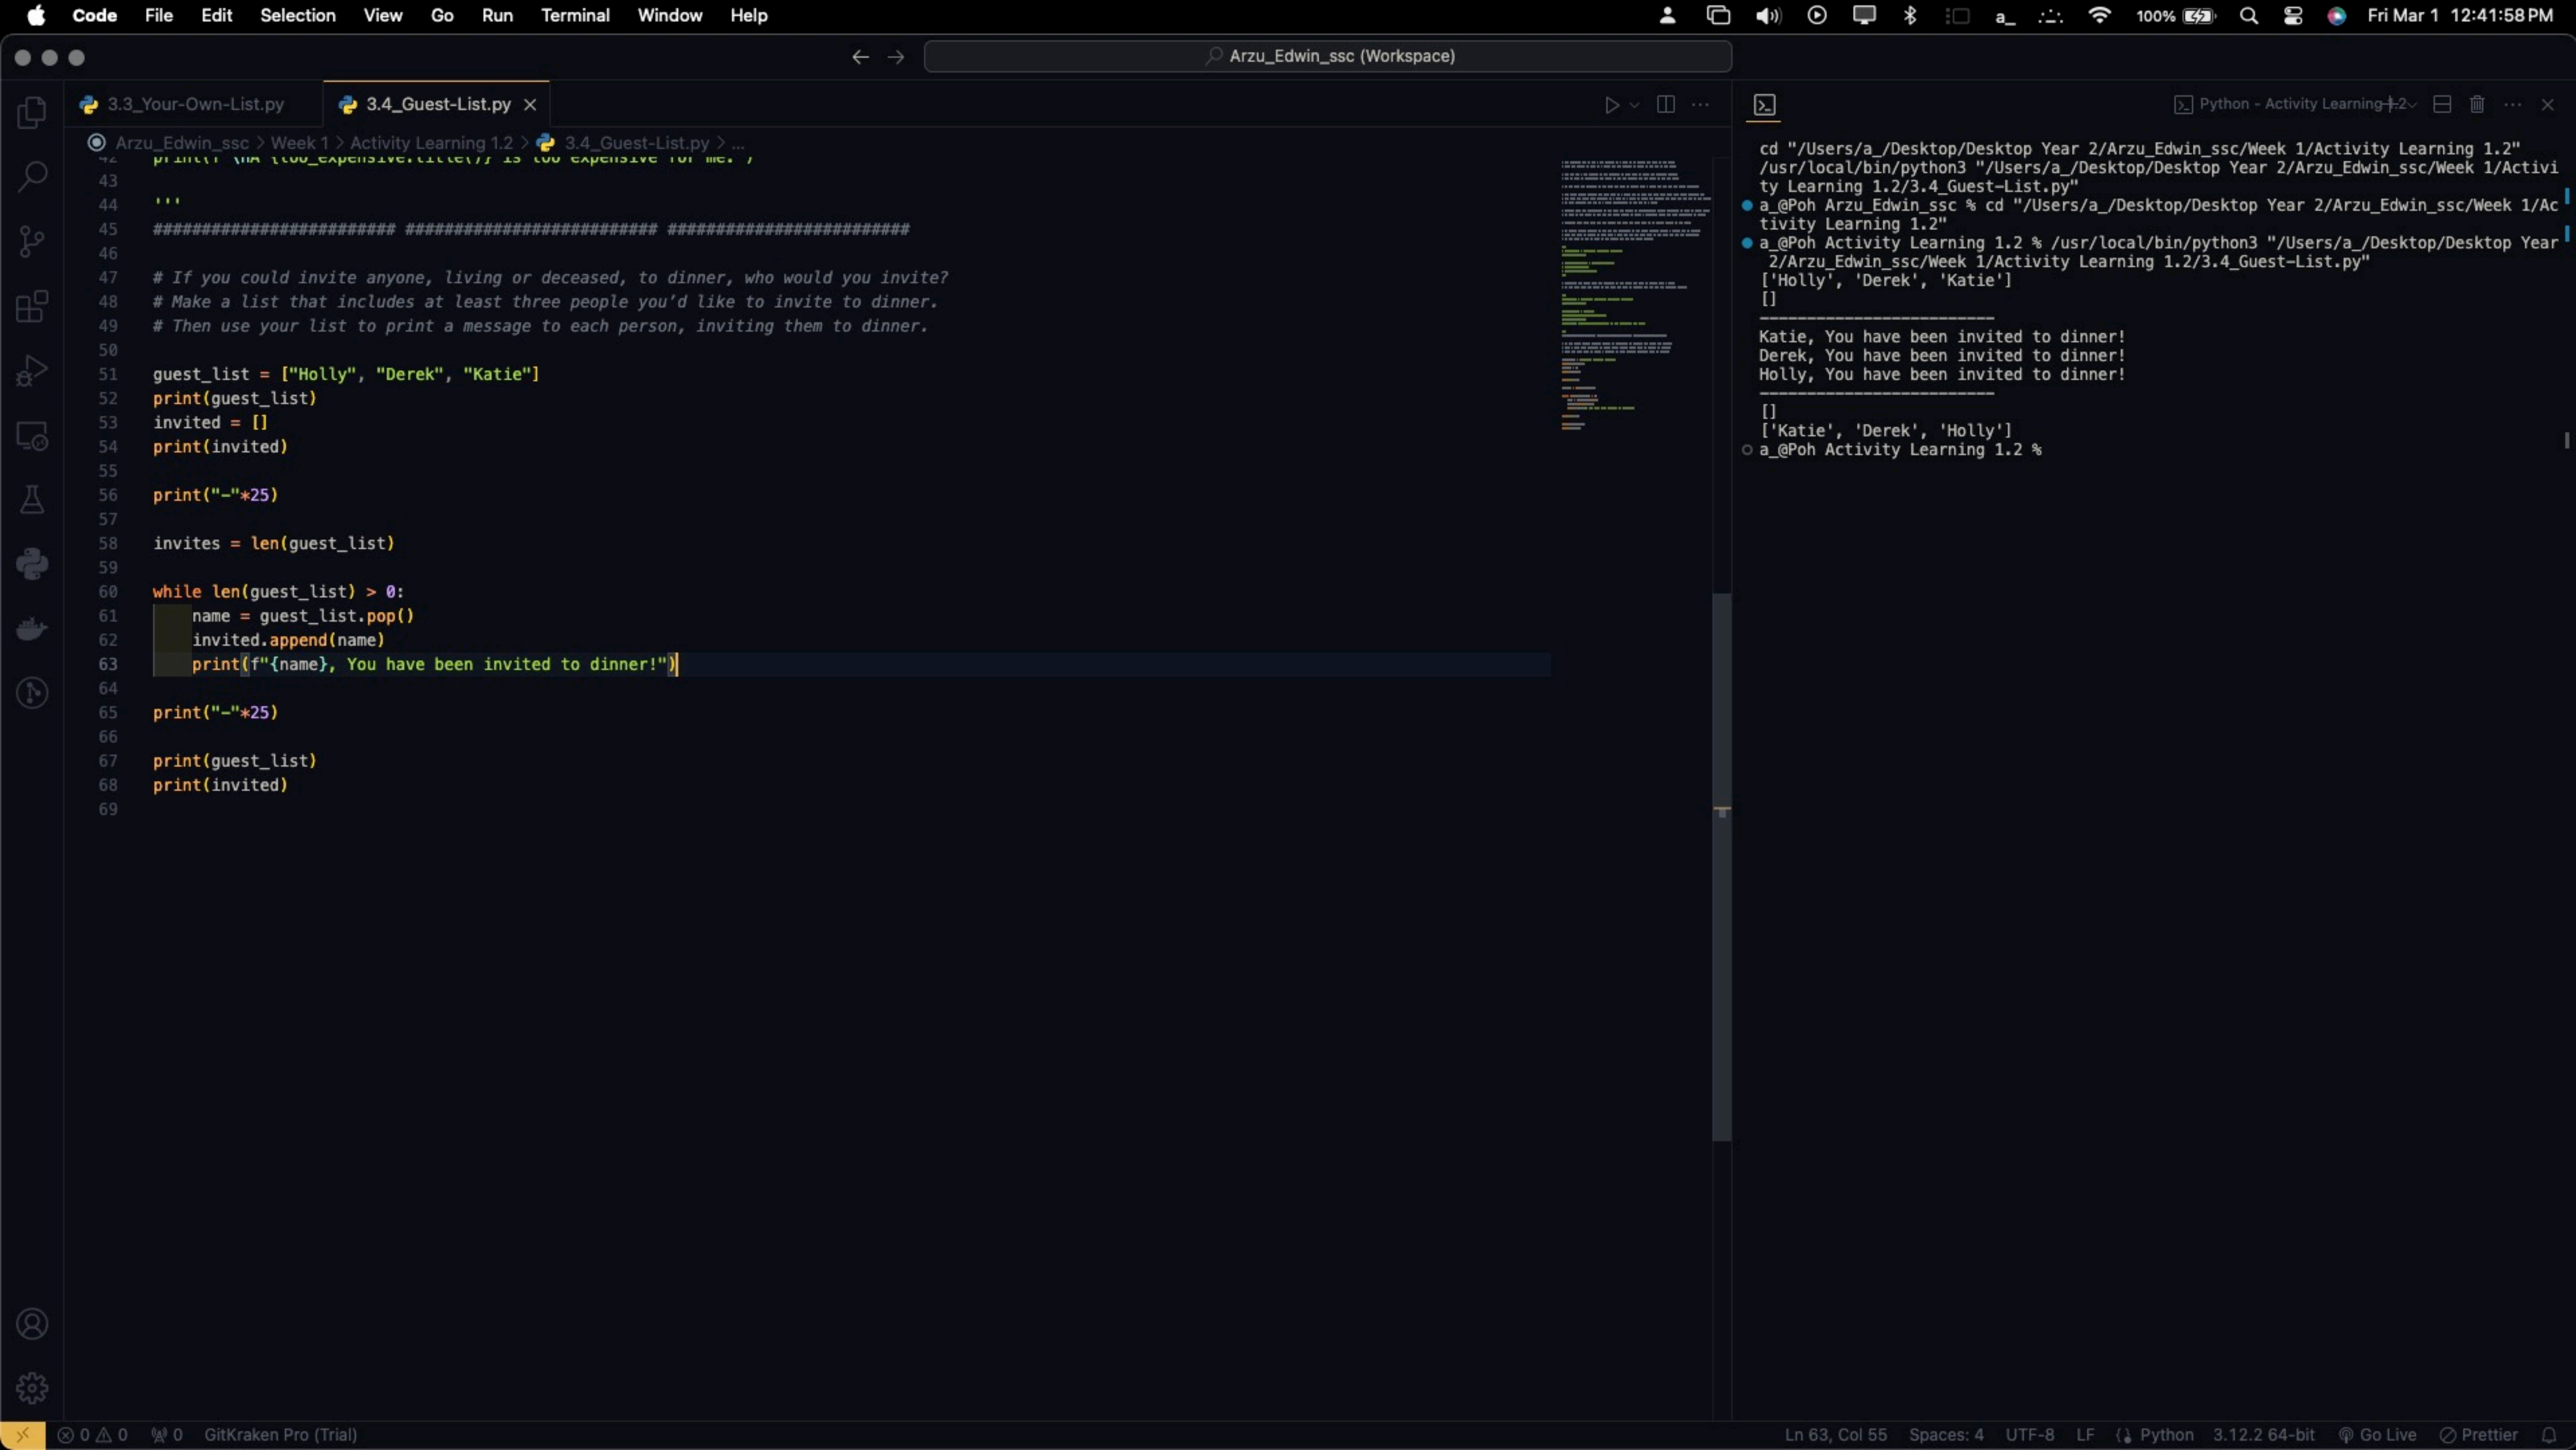 Code File Edit Selection View Go Run Terminal Window Help a_ 100% Fri Mar 1 12:41:58 PM
Arzu_Edwin_ssc (Workspace)
3.3_Your-Own-List.py 3.4_Guest-List.py
Arzu_Edwin_ssc > Week 1 > Activity Learning 1.2 > 3.4_Guest-List.py > ...
42 print(f"\nA {too_expensive.title()} is too expensive for me.")
43
44 '''
45 ######################### ########################## #########################
46
47 # If you could invite anyone, living or deceased, to dinner, who would you invite?
48 # Make a list that includes at least three people you’d like to invite to dinner.
49 # Then use your list to print a message to each person, inviting them to dinner.
50
51 guest_list = ["Holly", "Derek", "Katie"]
52 print(guest_list)
53 invited = []
54 print(invited)
55
56 print("-"*25)
57
58 invites = len(guest_list)
59
60 while len(guest_list) > 0:
61 name = guest_list.pop()
62 invited.append(name)
63 print(f"{name}, You have been invited to dinner!")
64
65 print("-"*25)
66
67 print(guest_list)
68 print(invited)
69
Python - Activity Learning 1.2
cd "/Users/a_/Desktop/Desktop Year 2/Arzu_Edwin_ssc/Week 1/Activity Learning 1.2"
/usr/local/bin/python3 "/Users/a_/Desktop/Desktop Year 2/Arzu_Edwin_ssc/Week 1/Activi
ty Learning 1.2/3.4_Guest-List.py"
a_@Poh Arzu_Edwin_ssc % cd "/Users/a_/Desktop/Desktop Year 2/Arzu_Edwin_ssc/Week 1/Ac
tivity Learning 1.2"
a_@Poh Activity Learning 1.2 % /usr/local/bin/python3 "/Users/a_/Desktop/Desktop Year
2/Arzu_Edwin_ssc/Week 1/Activity Learning 1.2/3.4_Guest-List.py"
['Holly', 'Derek', 'Katie']
[]
-------------------------
Katie, You have been invited to dinner!
Derek, You have been invited to dinner!
Holly, You have been invited to dinner!
-------------------------
[]
['Katie', 'Derek', 'Holly']
a_@Poh Activity Learning 1.2 %
0 0 0 GitKraken Pro (Trial) Ln 63, Col 55 Spaces: 4 UTF-8 LF Python 3.12.2 64-bit Go Live Prettier